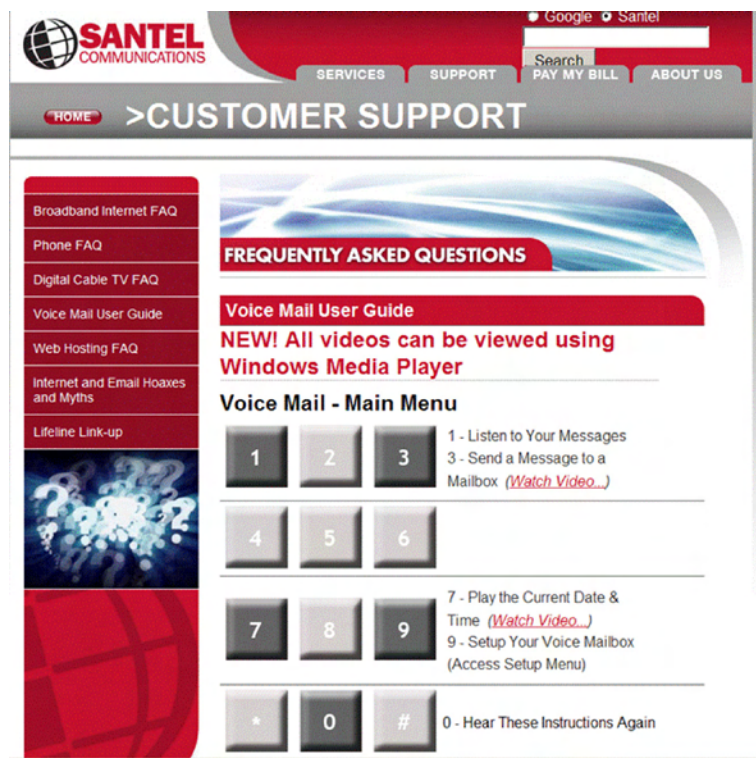 SANTEL
COMMUNICATIONS
Google Santel
Search
SERVICES SUPPORT PAY MY BILL ABOUT US
HOME >CUSTOMER SUPPORT
Broadband Internet FAQ
Phone FAQ
Digital Cable TV FAQ
Voice Mail User Guide
Web Hosting FAQ
Internet and Email Hoaxes
and Myths
Lifeline Link-up
FREQUENTLY ASKED QUESTIONS
Voice Mail User Guide
NEW! All videos can be viewed using
Windows Media Player
Voice Mail - Main Menu
1 2 3
1 - Listen to Your Messages
3 - Send a Message to a
Mailbox (Watch Video...)
4 5 6
7 8 9
7 - Play the Current Date &
Time (Watch Video...)
9 - Setup Your Voice Mailbox
(Access Setup Menu)
* 0 #
0 - Hear These Instructions Again